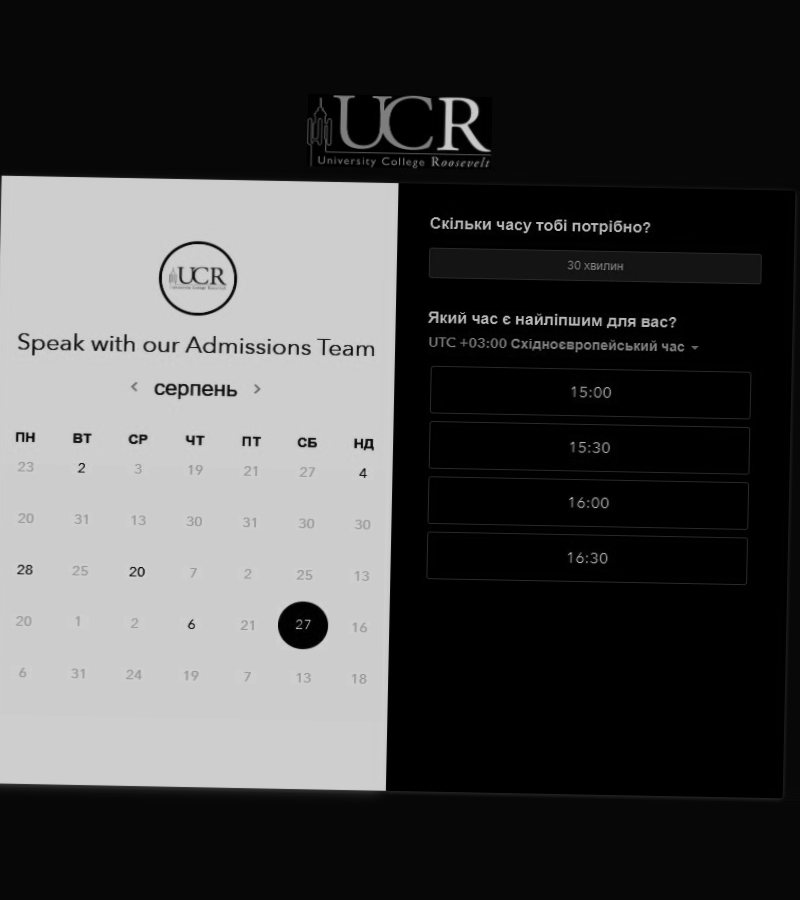 UCR
University College Roosevelt
UCR
University College Roosevelt
Speak with our Admissions Team
серпень
ПН ВТ СР ЧТ ПТ СБ НД
23 2 3 19 21 27 4
20 31 13 30 31 30 30
28 25 20 7 2 25 13
20 1 2 6 21 27 16
6 31 24 19 7 13 18
Скільки часу тобі потрібно?
30 хвилин
Який час є найліпшим для вас?
UTC +03:00 Східноєвропейський час
15:00
15:30
16:00
16:30